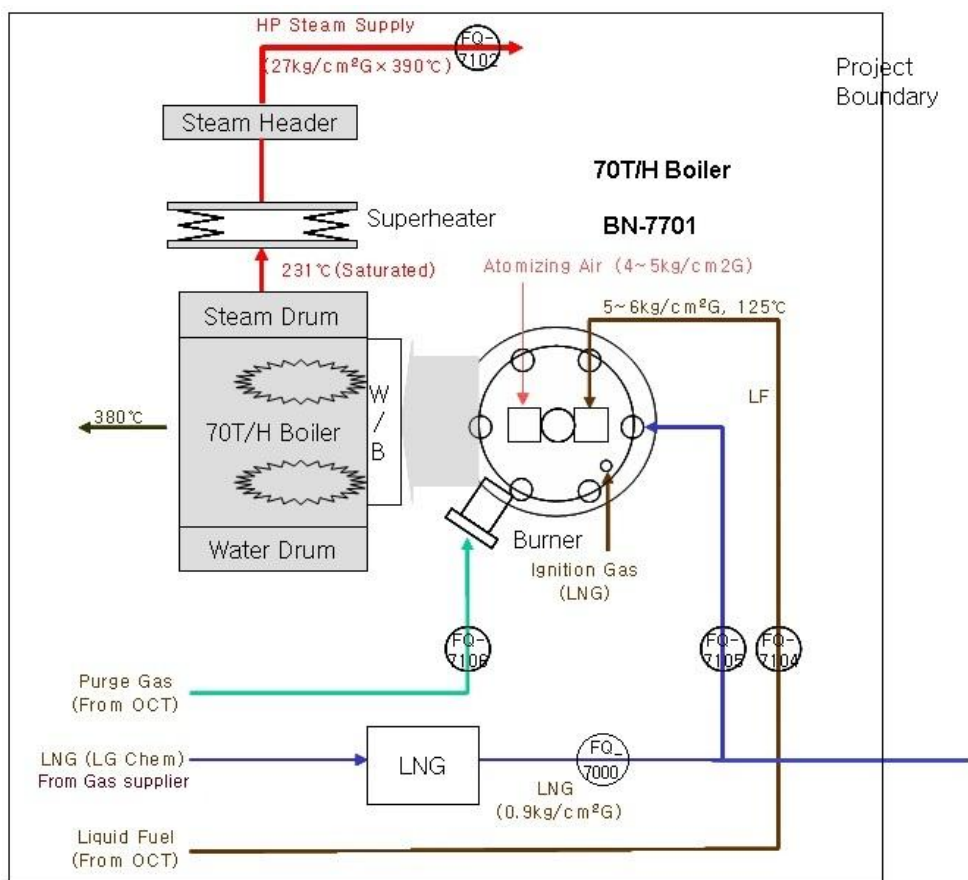 HP Steam Supply
FQ-
7102
(27kg/cm²G×390℃)
Project
Boundary
Steam Header
70T/H Boiler
Superheater
BN-7701
231℃(Saturated)
Atomizing Air (4~5kg/cm2G)
5~6kg/cm²G, 125℃
Steam Drum
W
/
B
LF
380℃
70T/H Boiler
Water Drum
Burner
Ignition Gas
(LNG)
FQ-
7106
FQ-
7105
FQ-
7104
Purge Gas
(From OCT)
LNG (LG Chem)
From Gas supplier
LNG
FQ_
7000
LNG
(0.9kg/cm²G)
Liquid Fuel
(From OCT)